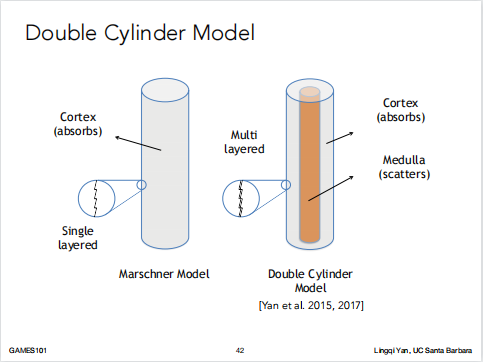 Double Cylinder Model
Cortex
(absorbs)
Single
layered
Marschner Model
Multi
layered
Cortex
(absorbs)
Medulla
(scatters)
Double Cylinder
Model
[Yan et al. 2015, 2017]
GAMES101
42
Lingqi Yan, UC Santa Barbara